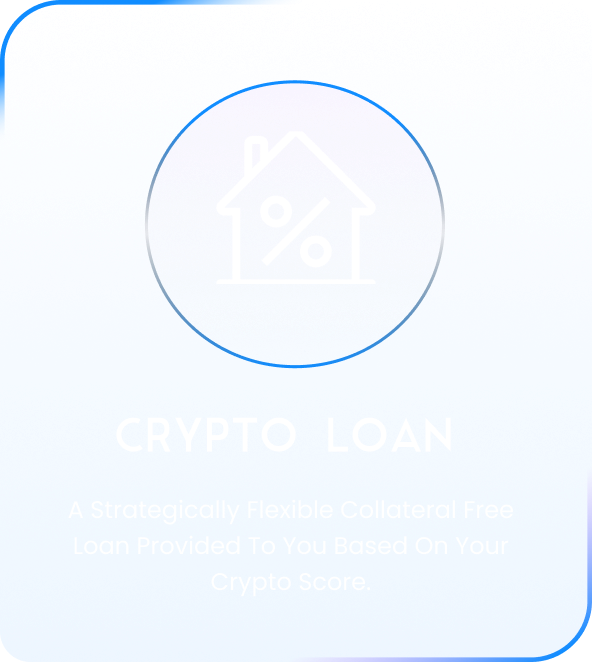 CRYPTO LOAN
A Strategically Flexible Collateral Free
Loan Provided To You Based On Your
Crypto Score.